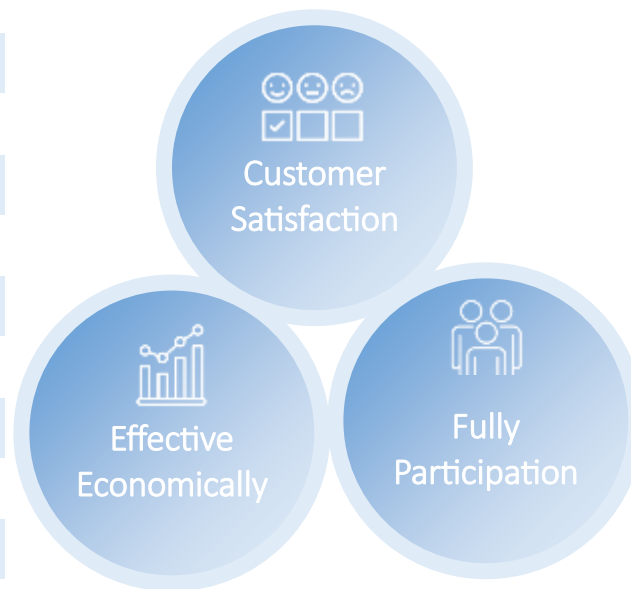 Customer
Satisfaction
Effective
Economically
Fully
Participation